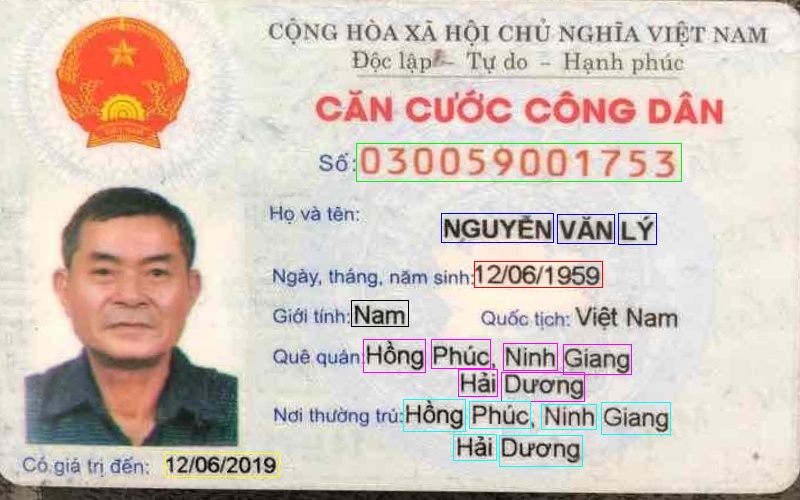 CỘNG HÒA XÃ HỘI CHỦ NGHĨA VIỆT NAM
Độc lập – Tự do – Hạnh phúc
CĂN CƯỚC CÔNG DÂN
Số: 030059001753
Họ và tên:
NGUYỄN VĂN LÝ
Ngày, tháng, năm sinh: 12/06/1959
Giới tính: Nam Quốc tịch: Việt Nam
Quê quán: Hồng Phúc, Ninh Giang
Hải Dương
Nơi thường trú: Hồng Phúc, Ninh Giang
Hải Dương
Có giá trị đến: 12/06/2019